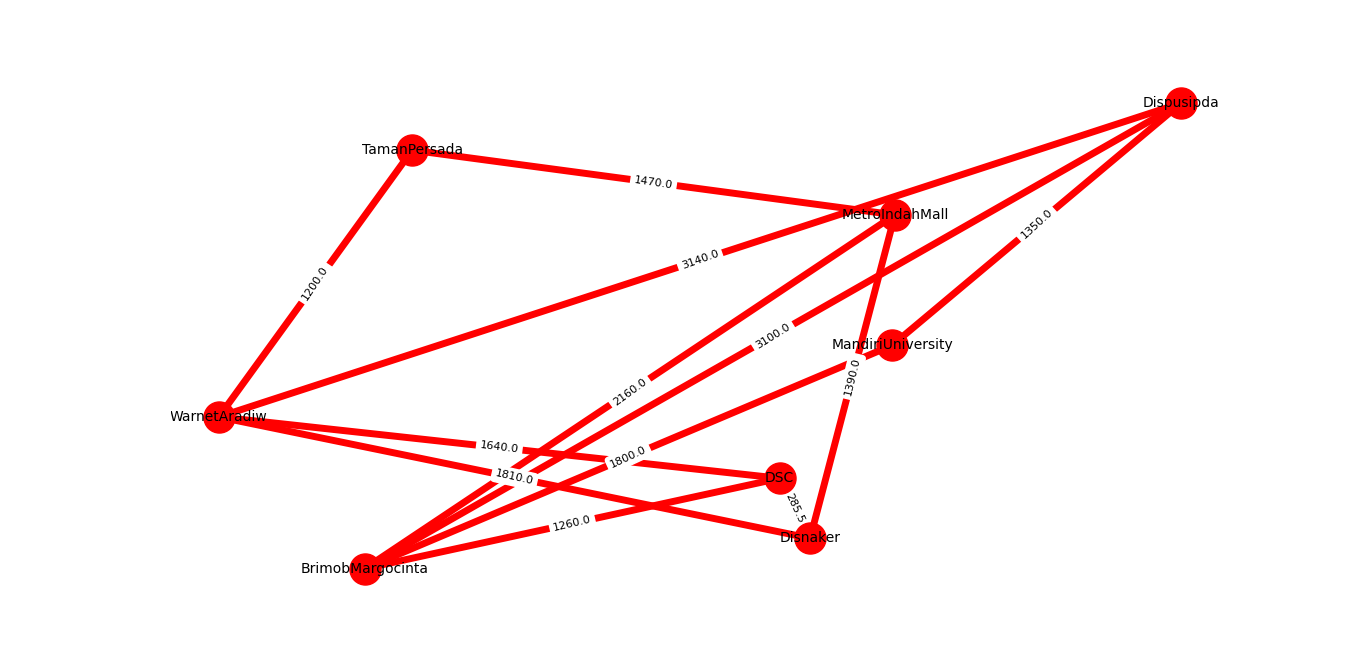 Dispusipda
TamanPersada
1470.0
MetroIndahMall
1350.0
3140.0
1200.0
3100.0
MandiriUniversity
1390.0
2160.0
WarnetAradiw
1640.0
1800.0
1810.0
DSC
285.5
1260.0
Disnaker
BrimobMargocinta